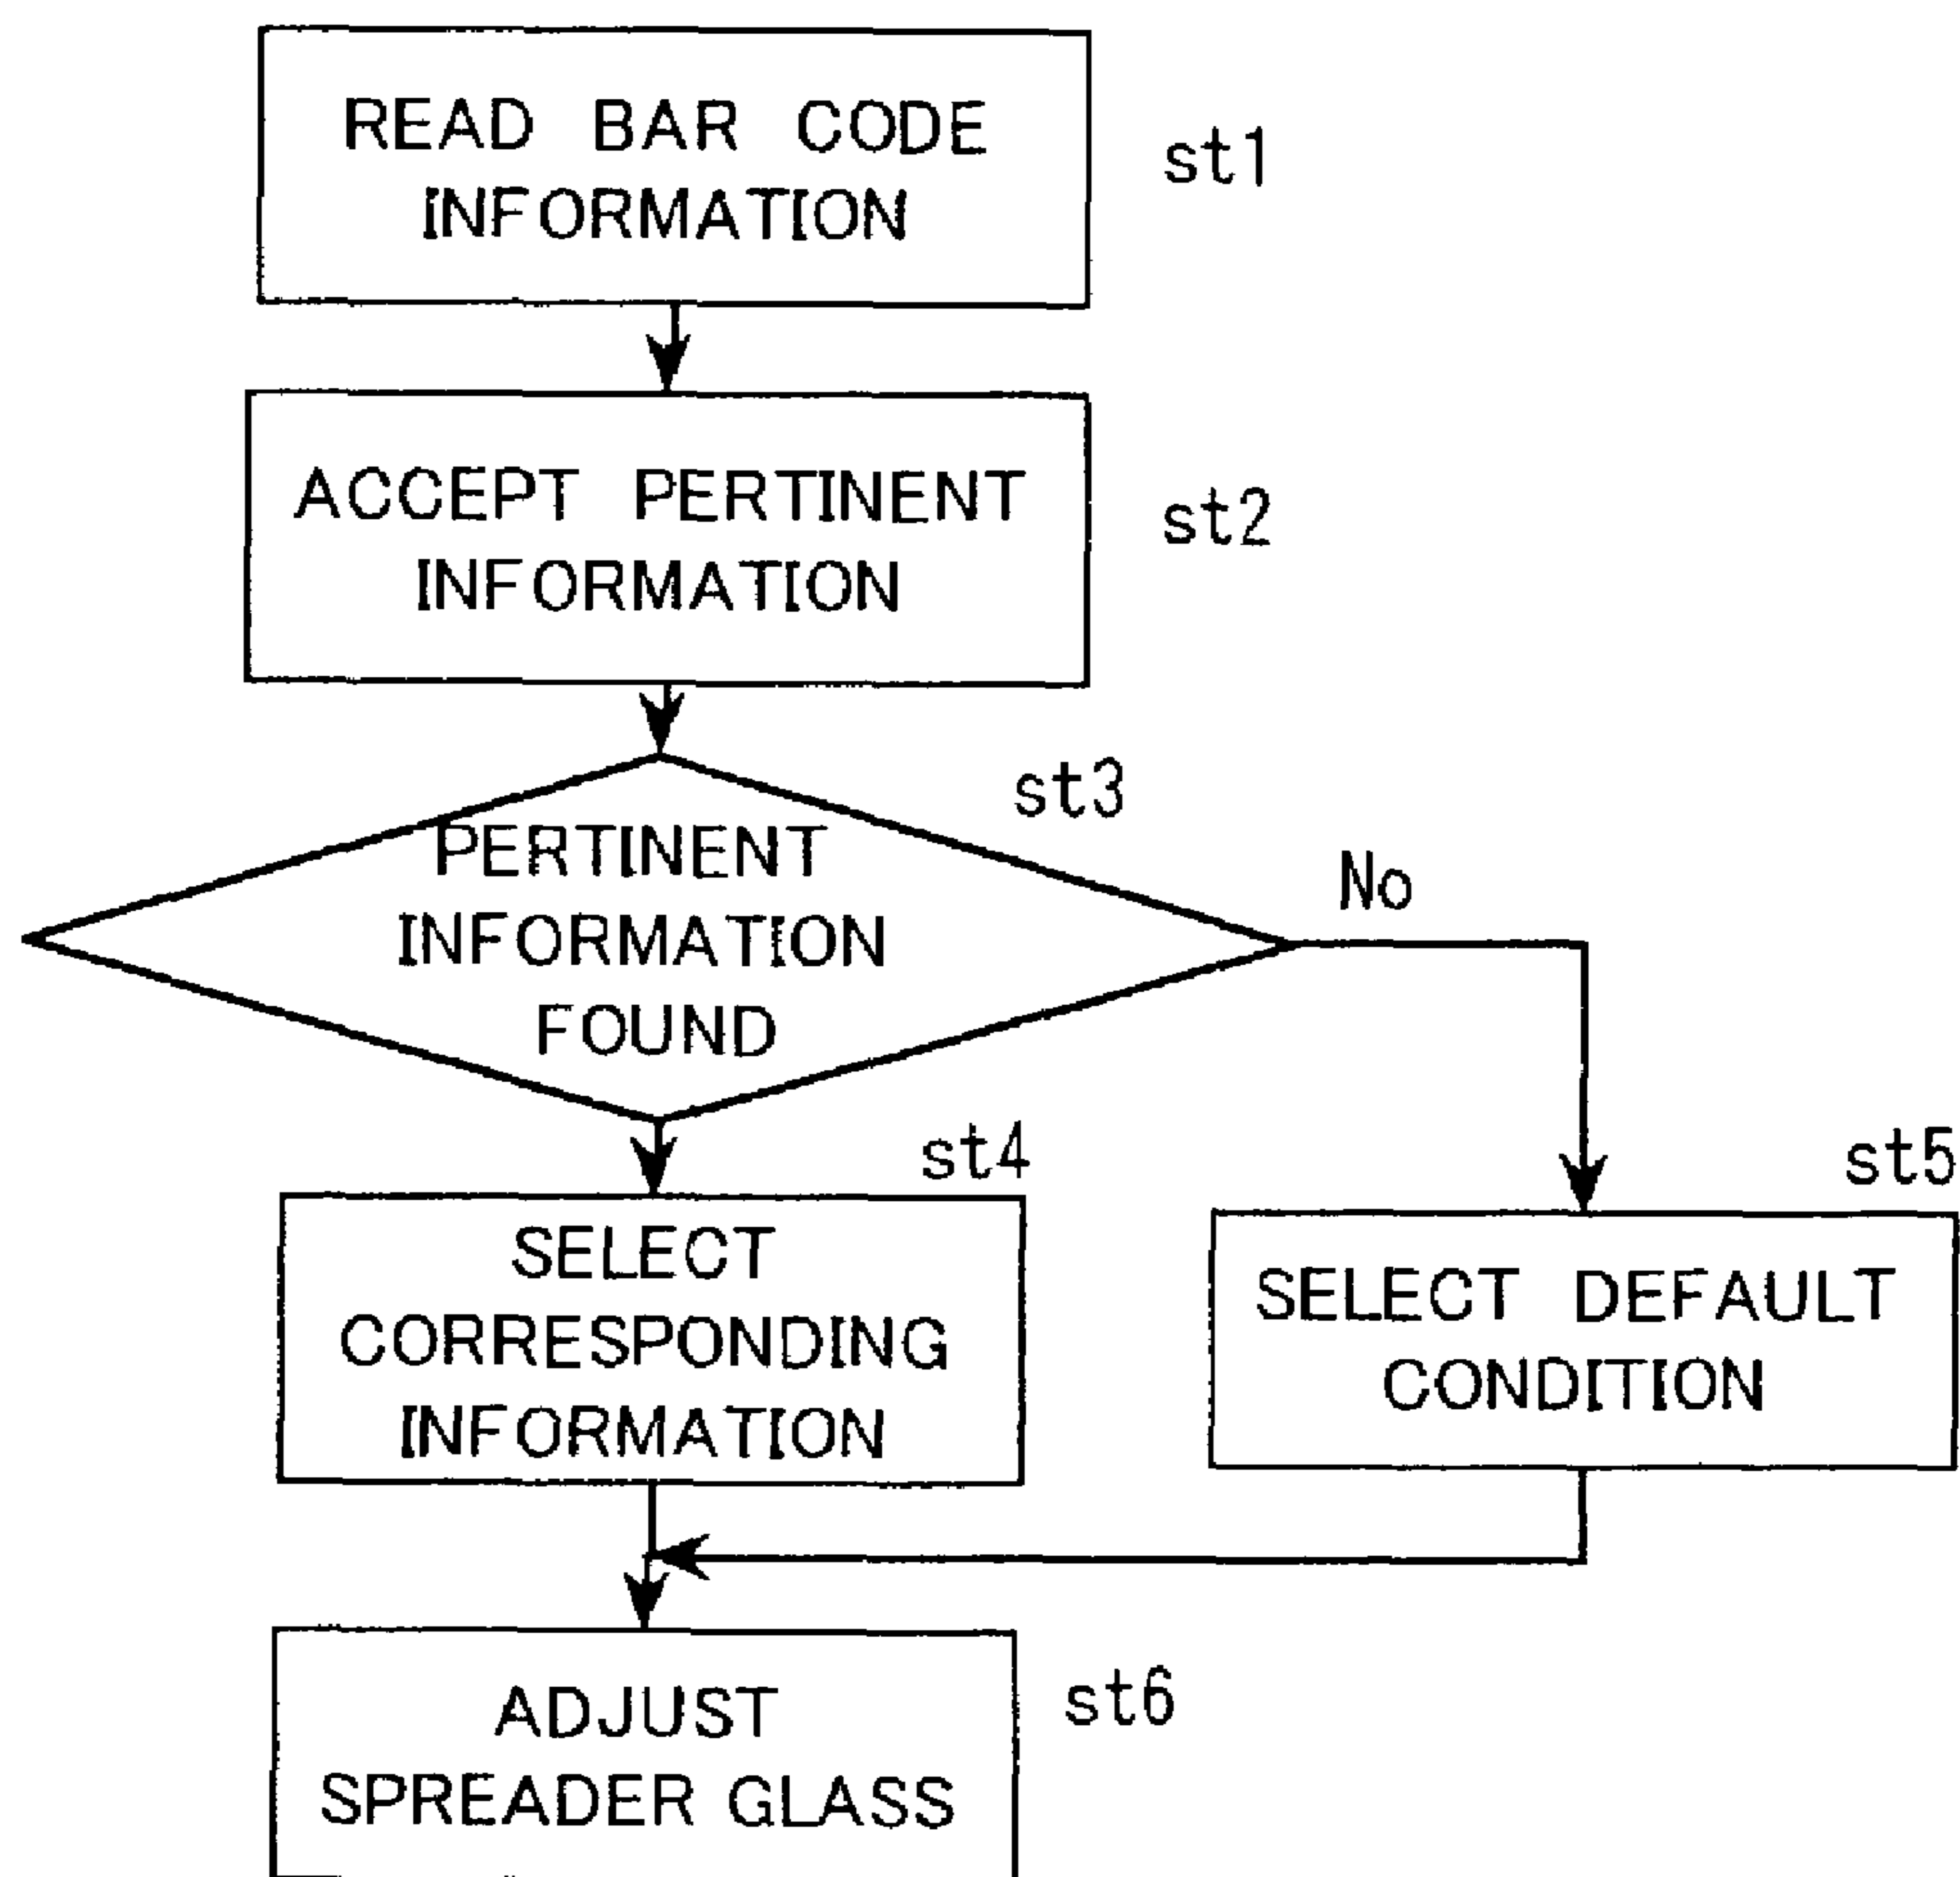 READ BAR CODE
INFORMATION
st1
ACCEPT PERTINENT
INFORMATION
st2
st3
PERTINENT
INFORMATION
FOUND
No
st4
SELECT
CORRESPONDING
INFORMATION
st5
SELECT DEFAULT
CONDITION
ADJUST
SPREADER GLASS
st6